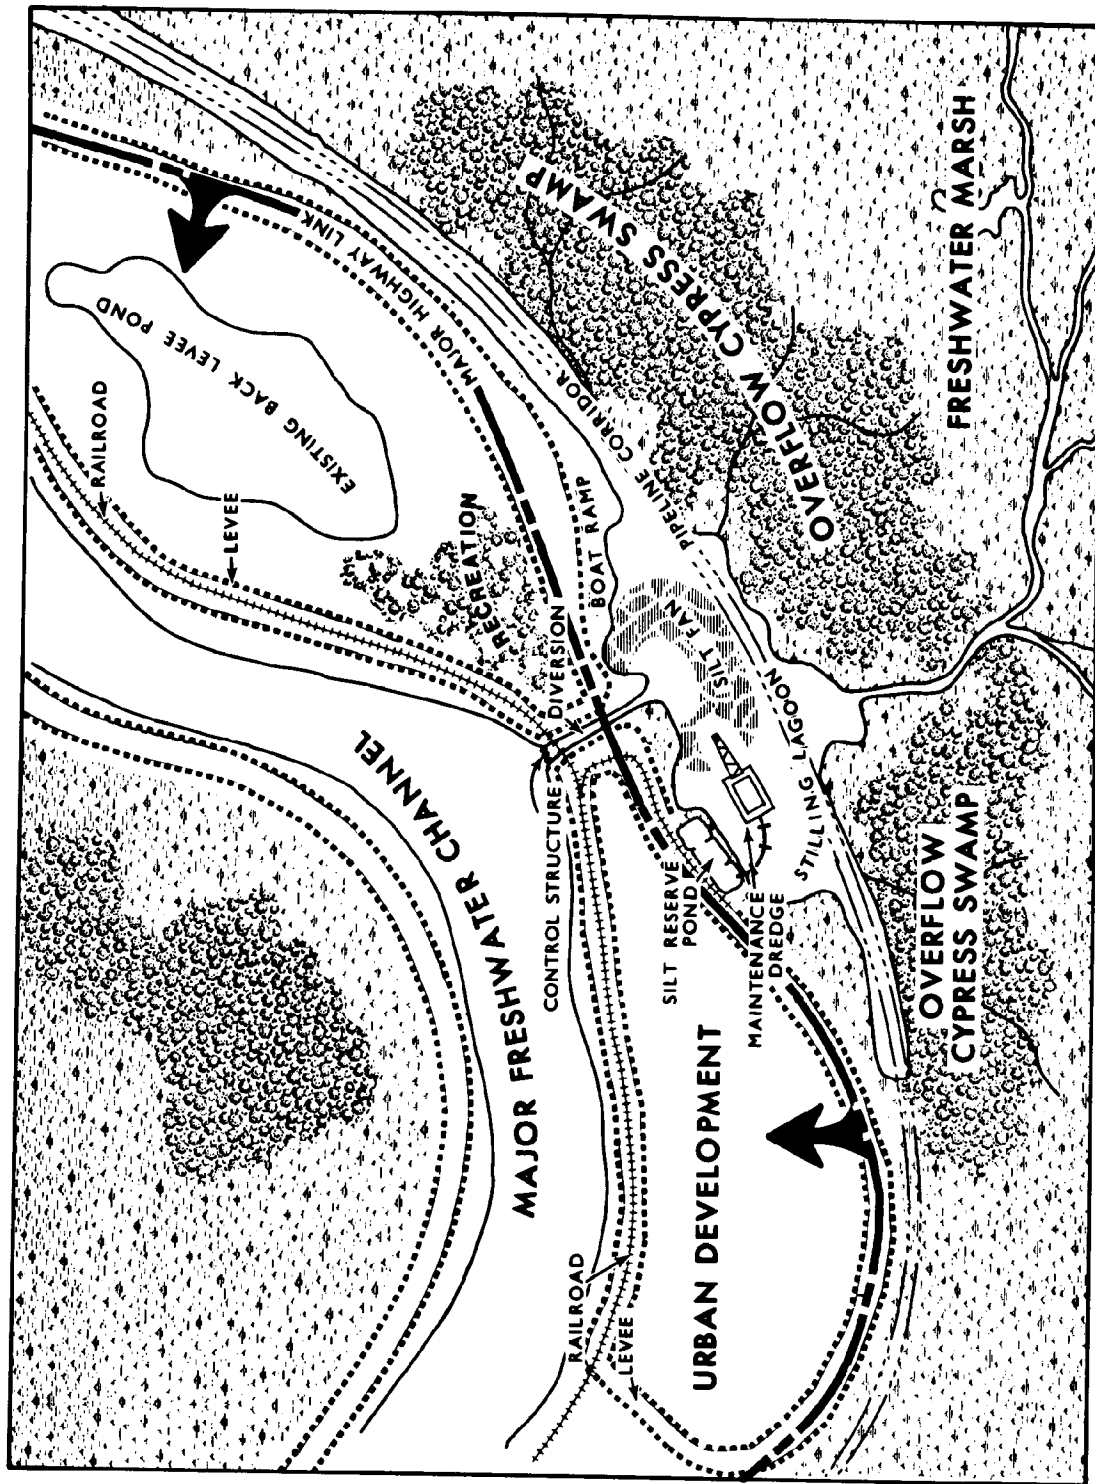 MAJOR FRESHWATER CHANNEL
RAILROAD
LEVEE
EXISTING BACK LEVEE POND
MAJOR HIGHWAY LINK
RECREATION
CONTROL STRUCTURE
DIVERSION
BOAT RAMP
PIPELINE CORRIDOR
RAILROAD
LEVEE
URBAN DEVELOPMENT
SILT RESERVE
POND
MAINTENANCE
DREDGE
SILT FAN
STILLING LAGOON
OVERFLOW CYPRESS SWAMP
OVERFLOW
CYPRESS SWAMP
FRESHWATER MARSH